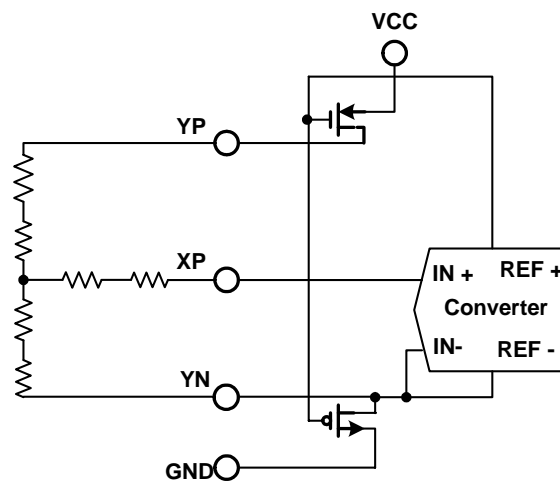 VCC
YP
XP
IN +
REF +
Converter
IN-
REF -
YN
GND